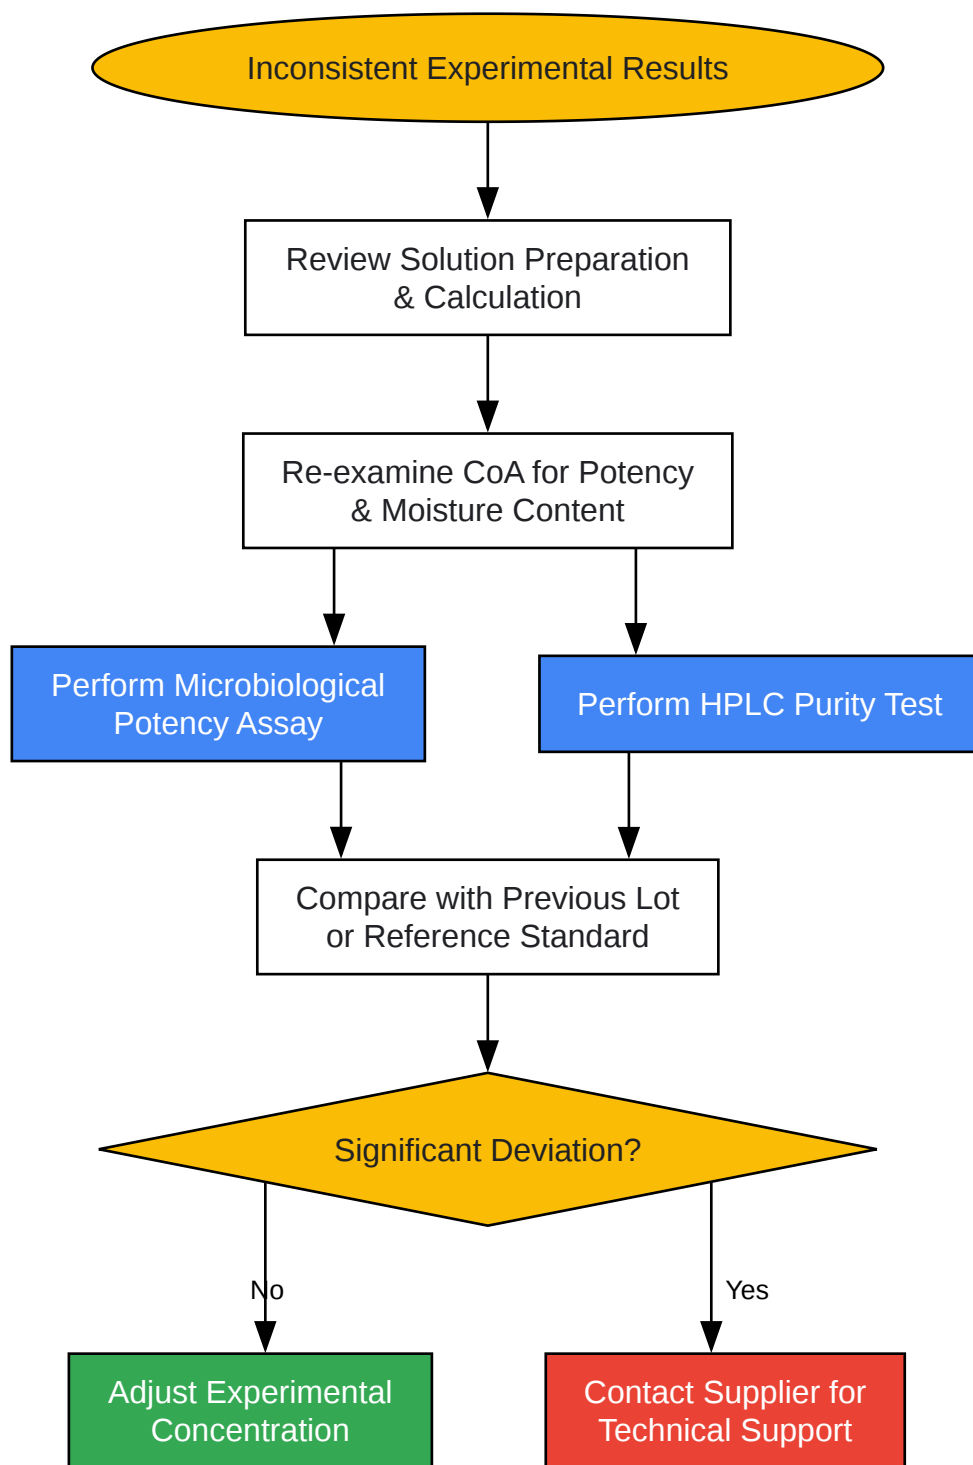 Inconsistent Experimental Results
Review Solution Preparation
& Calculation
Re-examine CoA for Potency
& Moisture Content
Perform Microbiological
Potency Assay
Perform HPLC Purity Test
Compare with Previous Lot
or Reference Standard
Significant Deviation?
No
Yes
Adjust Experimental
Concentration
Contact Supplier for
Technical Support